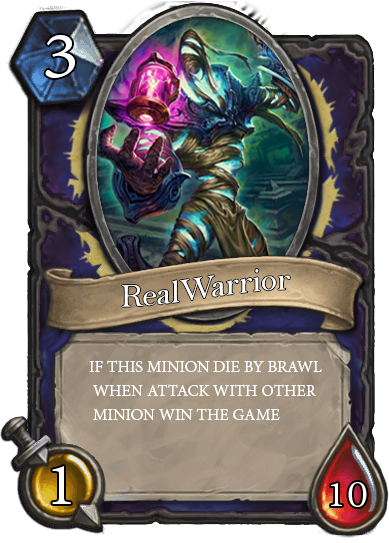 3
RealWarrior
IF THIS MINION DIE BY BRAWL
WHEN ATTACK WITH OTHER
MINION WIN THE GAME
1
10